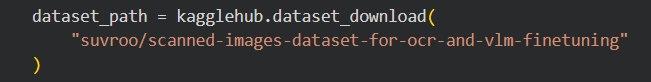 dataset_path = kagglehub.dataset_download(
    "suvroo/scanned-images-dataset-for-ocr-and-vlm-finetuning"
)